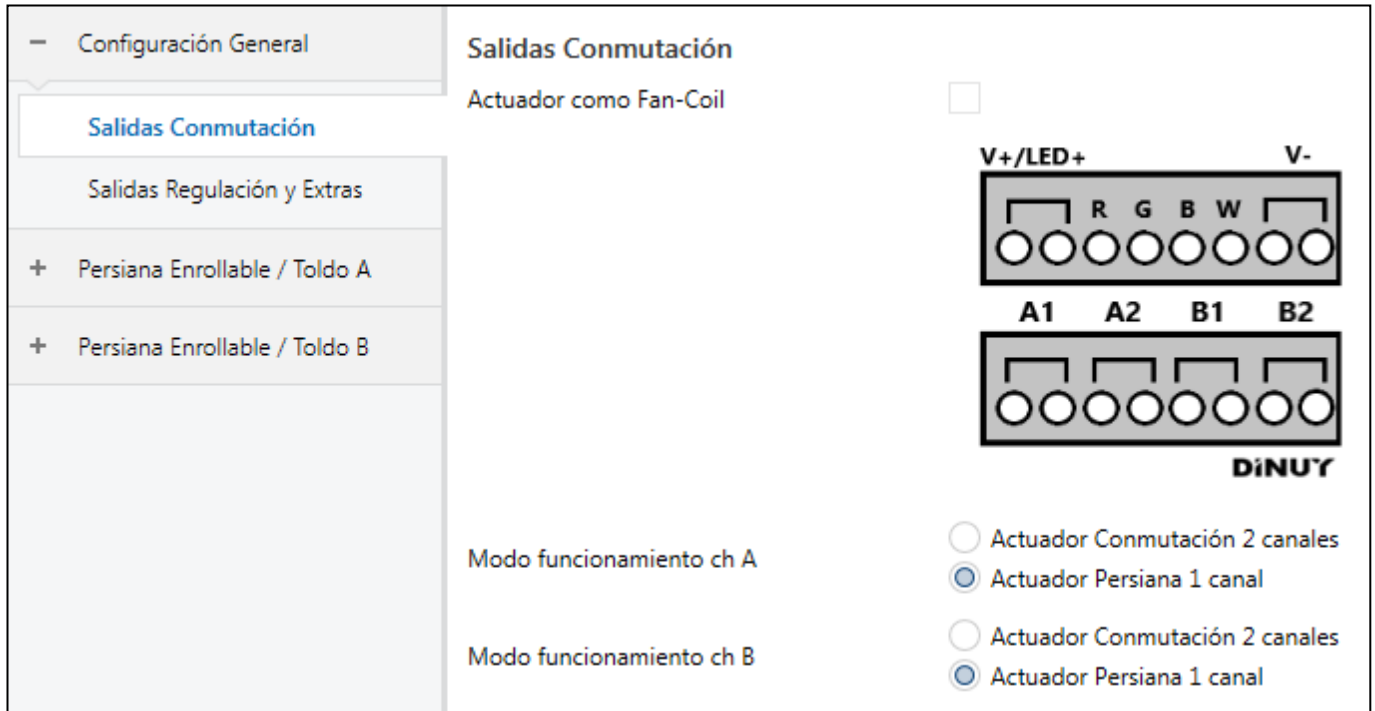 − Configuración General
Salidas Conmutación
Salidas Regulación y Extras
+ Persiana Enrollable / Toldo A
+ Persiana Enrollable / Toldo B
Salidas Conmutación
Actuador como Fan-Coil
V+/LED+ V-
R G B W
A1 A2 B1 B2
DiNUY
Modo funcionamiento ch A
Actuador Conmutación 2 canales
Actuador Persiana 1 canal
Modo funcionamiento ch B
Actuador Conmutación 2 canales
Actuador Persiana 1 canal